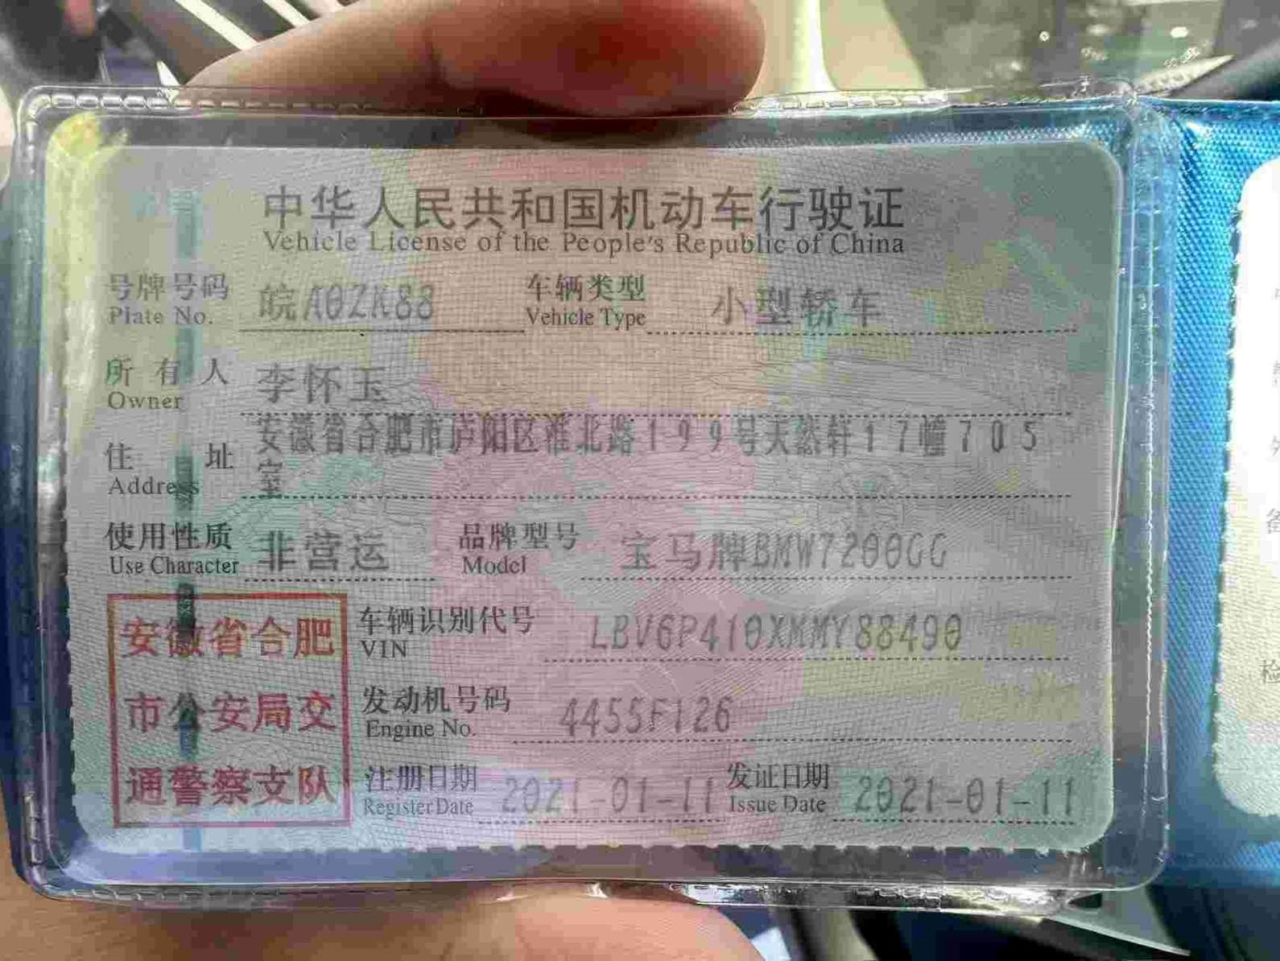 中华人民共和国机动车行驶证
Vehicle License of the People's Republic of China
号牌号码 皖A0ZK88 车辆类型 小型轿车
Plate No. Vehicle Type
所有人 李怀玉
Owner
安徽省合肥市庐阳区淮北路199号天然轩17幢705
住址 室
Address
使用性质 非营运 品牌型号 宝马牌BMW7200GG
Use Character Model
安徽省合肥
市公安局交
通警察支队
车辆识别代号 LBV6P410XMMY88490
VIN
发动机号码 4455F126
Engine No.
注册日期 2021-01-11 发证日期 2021-01-11
Register Date Issue Date